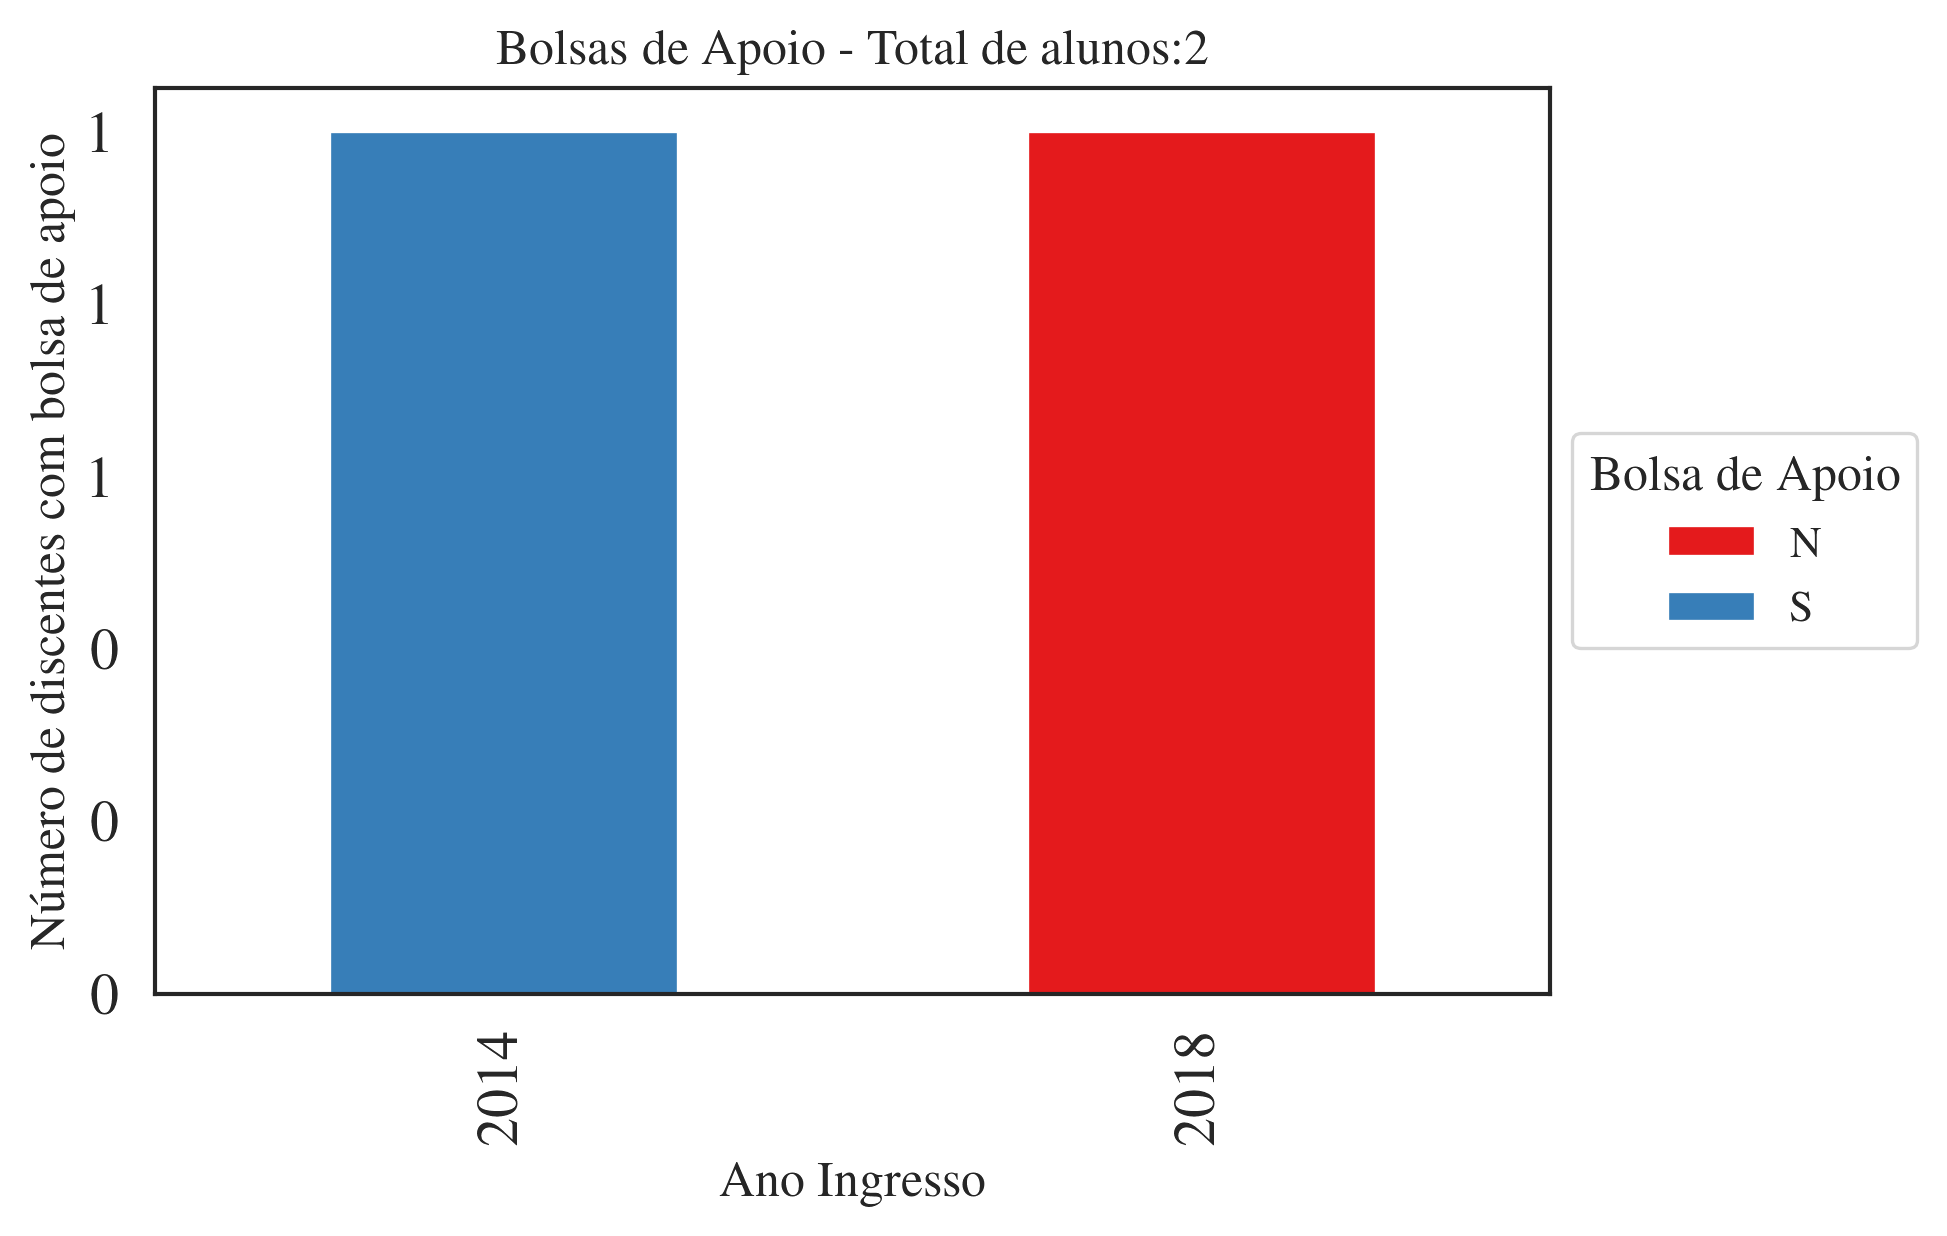 Bolsas de Apoio - Total de alunos:2
Número de discentes com bolsa de apoio
1
1
1
0
0
0
2014
2018
Ano Ingresso
Bolsa de Apoio
N
S